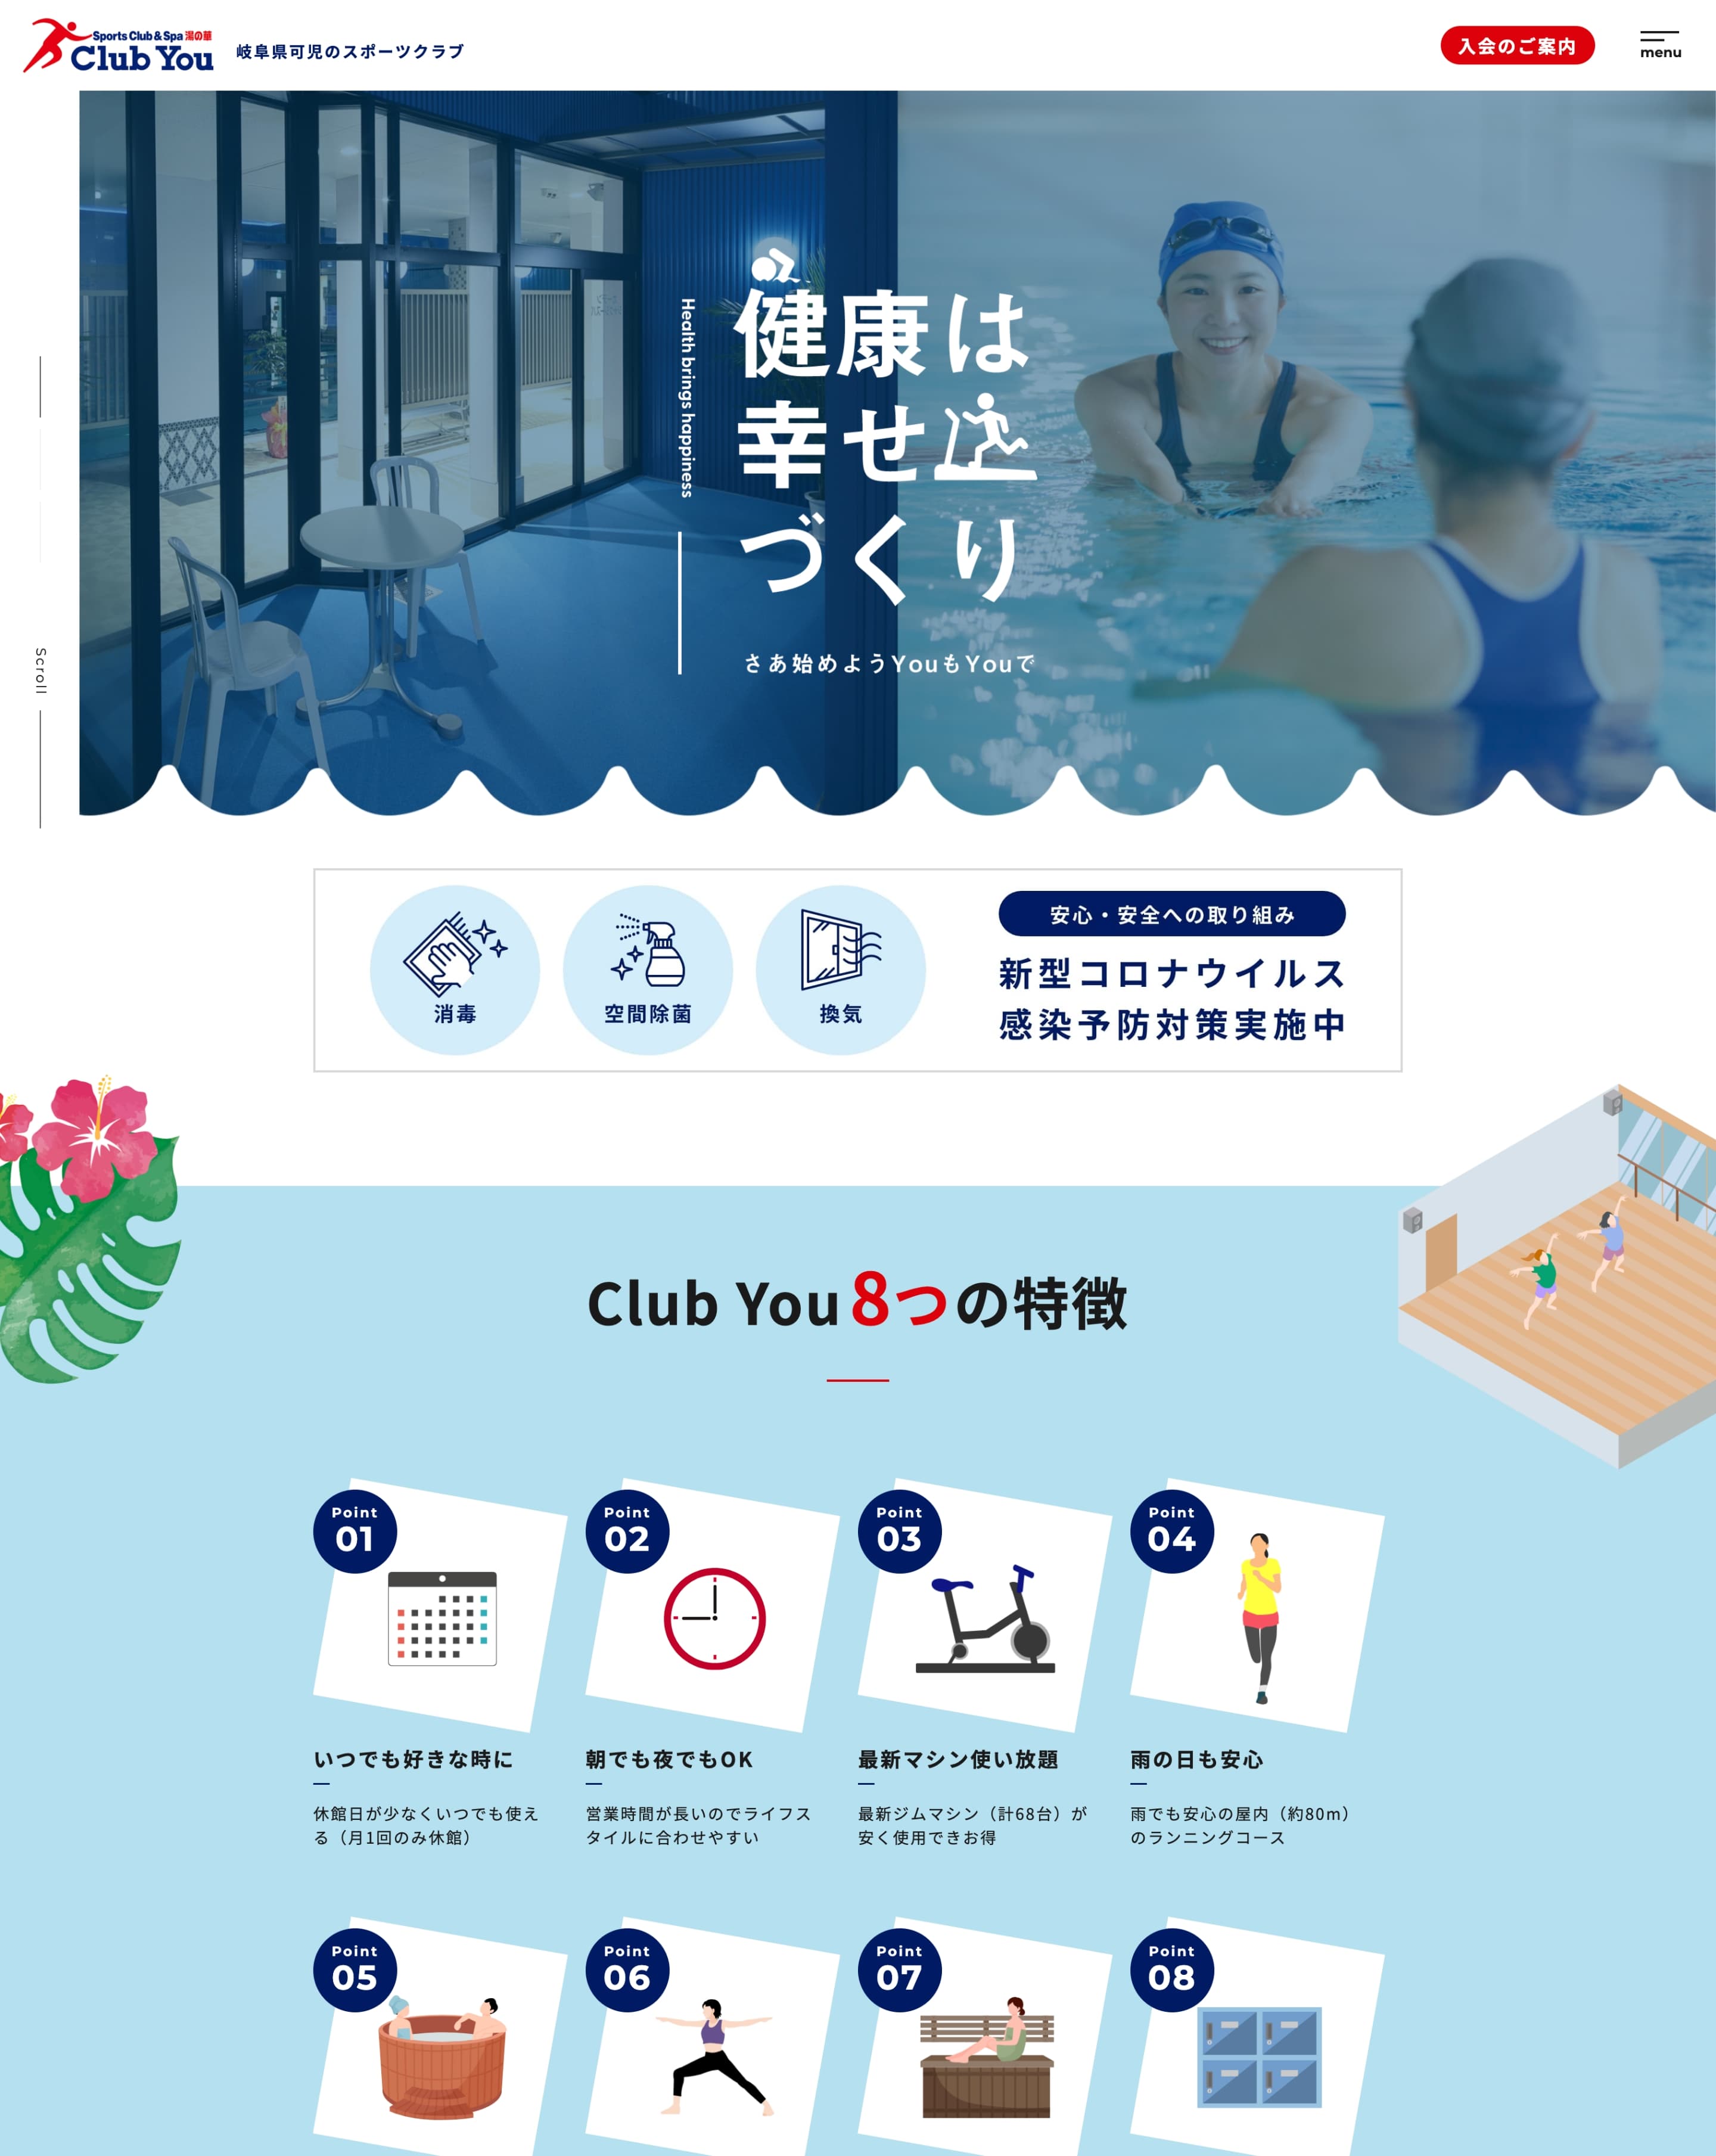 Sports Club & Spa 湯の華
Club You
岐阜県可児のスポーツクラブ
入会のご案内
menu
Health brings happiness
健康は
幸せ
づくり
さあ始めようYouもYouで
Scroll
消毒
空間除菌
換気
安心・安全への取り組み
新型コロナウイルス
感染予防対策実施中
Club You 8つの特徴
Point
01
いつでも好きな時に
休館日が少なくいつでも使え
る（月1回のみ休館）
Point
02
朝でも夜でもOK
営業時間が長いのでライフス
タイルに合わせやすい
Point
03
最新マシン使い放題
最新ジムマシン（計68台）が
安く使用できお得
Point
04
雨の日も安心
雨でも安心の屋内（約80m）
のランニングコース
Point
05
Point
06
Point
07
Point
08